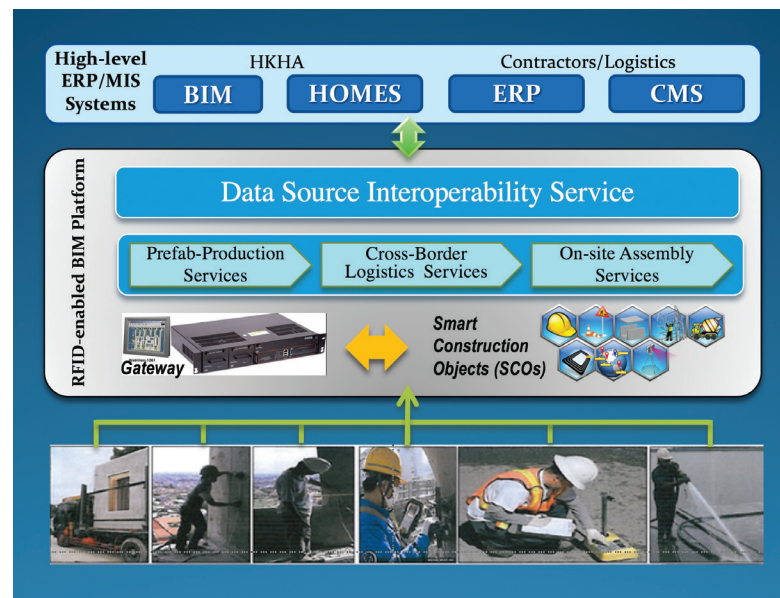 High-level
ERP/MIS
Systems
HKHA
Contractors/Logistics
BIM
HOMES
ERP
CMS
RFID-enabled BIM Platform
Data Source Interoperability Service
Prefab-Production
Services
Cross-Border
Logistics Services
On-site Assembly
Services
Gateway
Smart
Construction
Objects (SCOs)